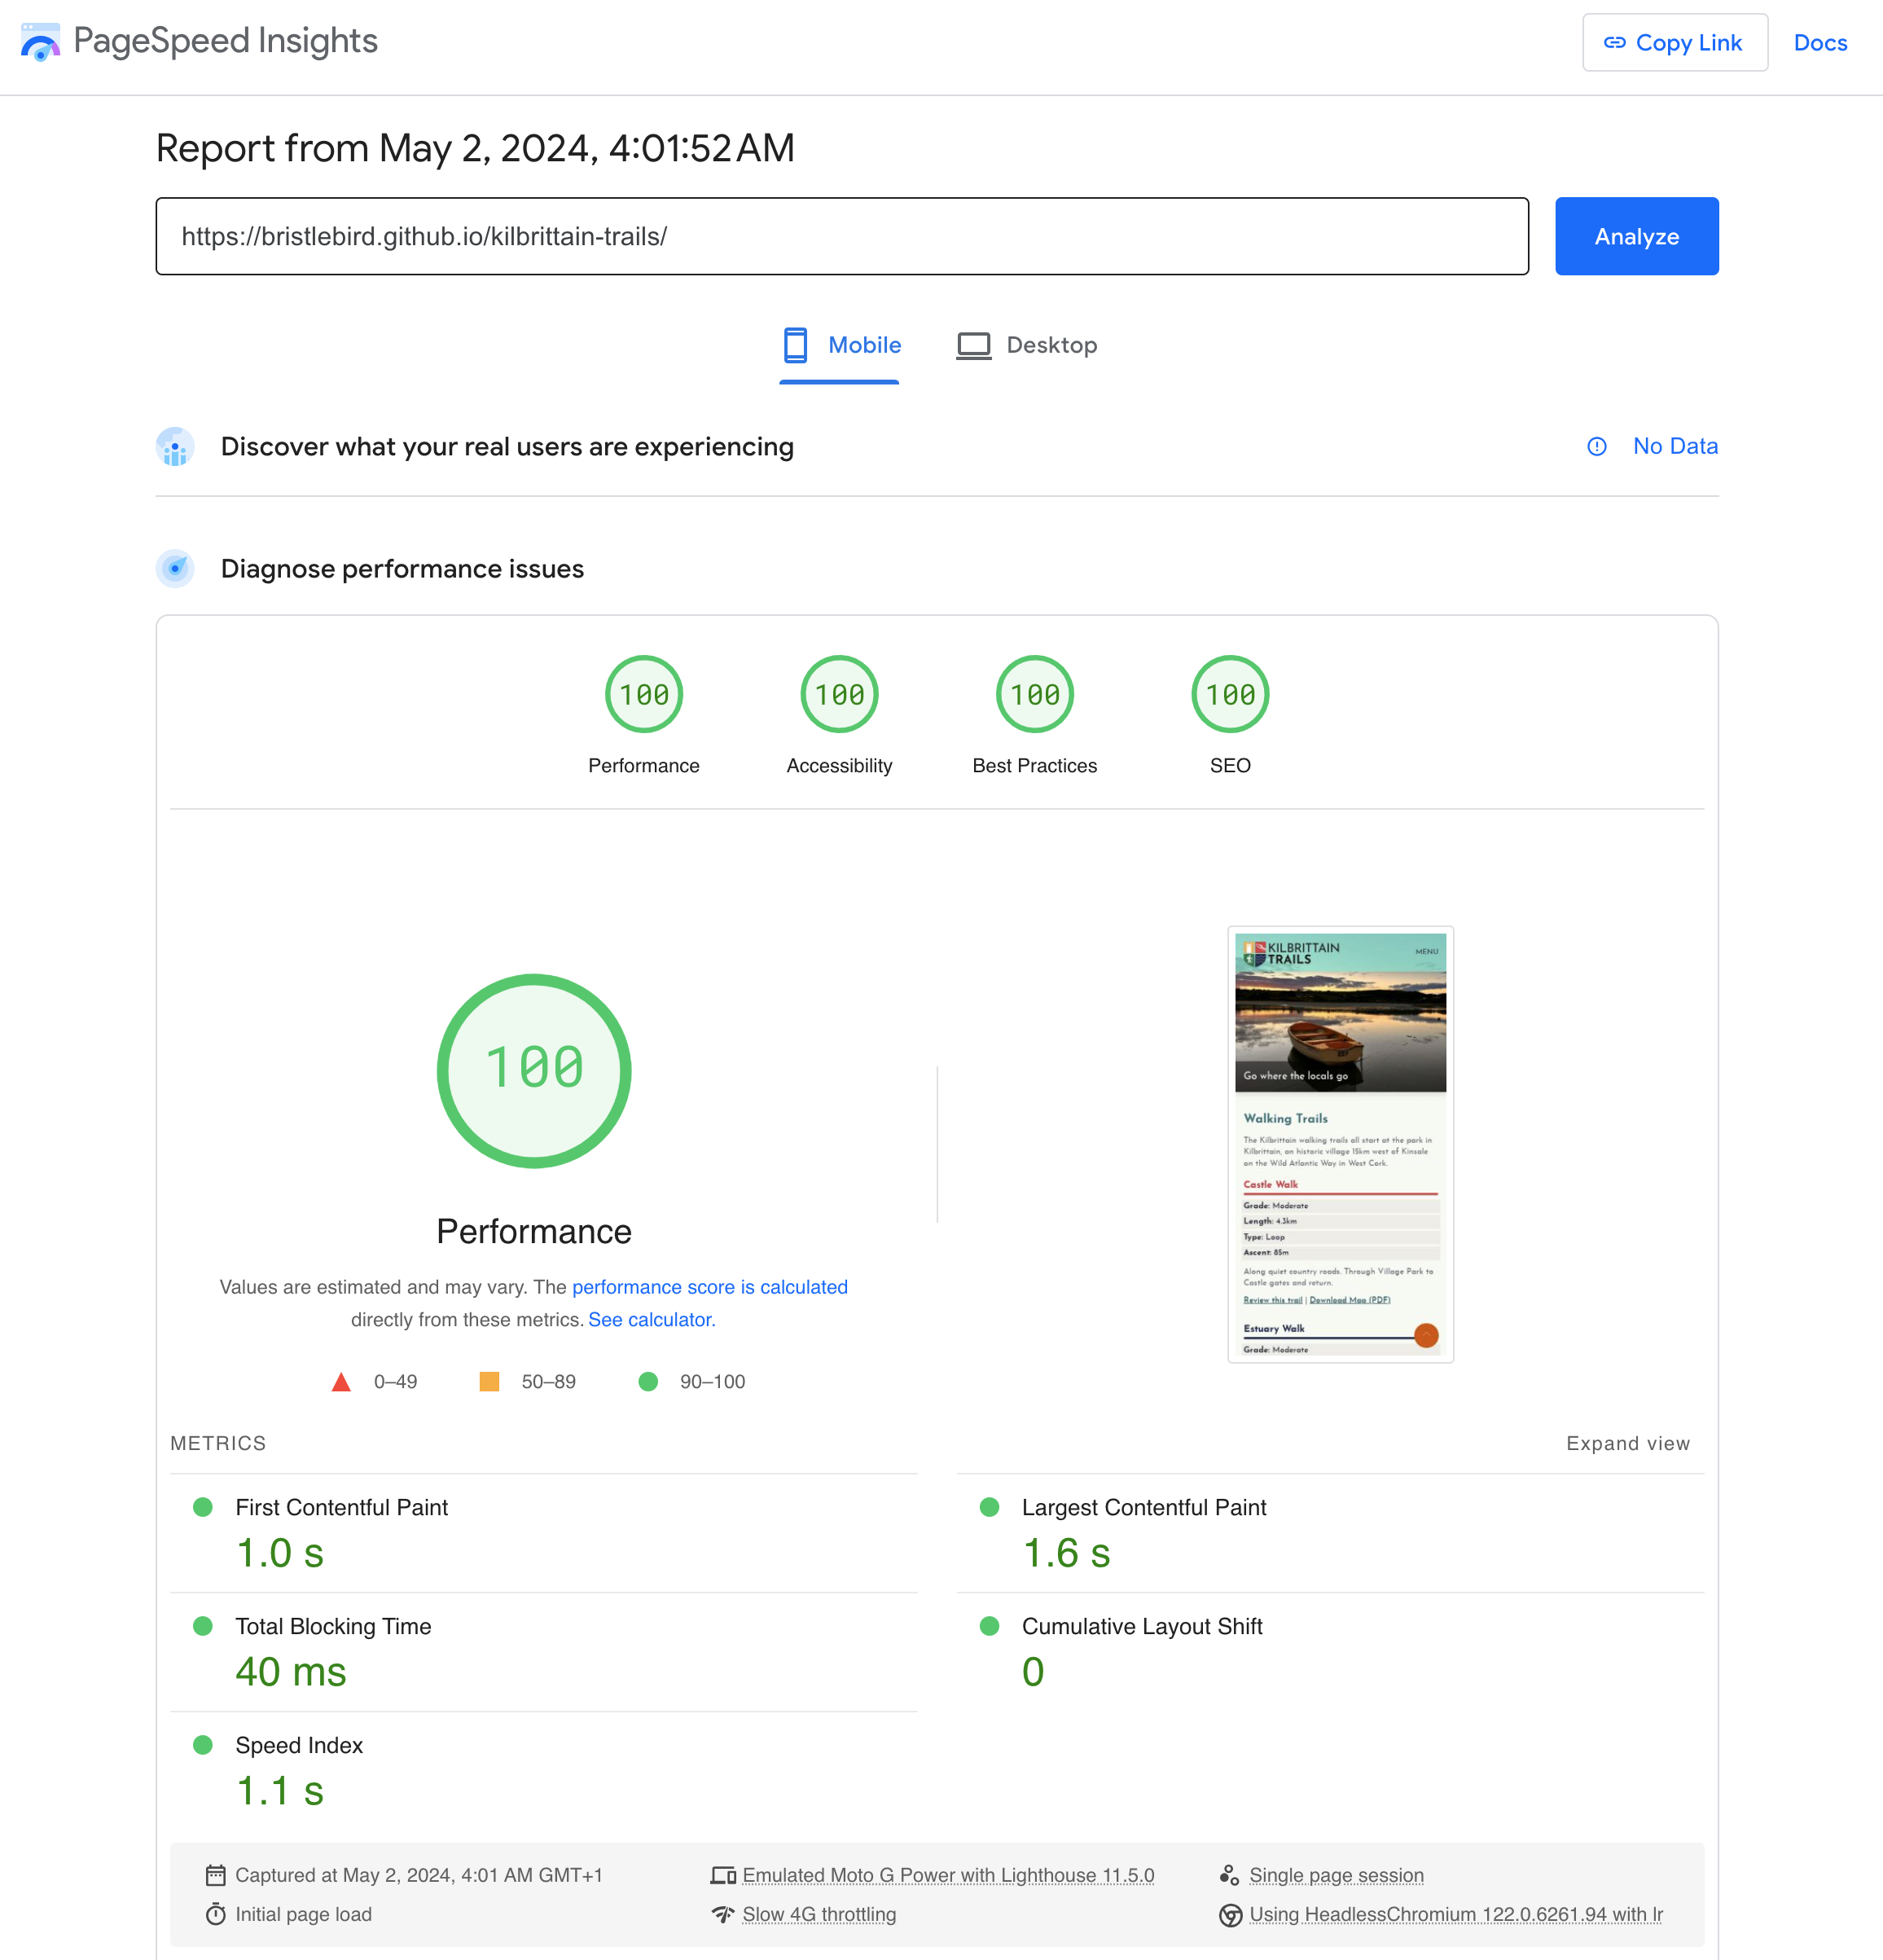 PageSpeed Insights
Copy Link
Docs
Report from May 2, 2024, 4:01:52 AM
https://bristlebird.github.io/kilbrittain-trails/
Analyze
Mobile
Desktop
Discover what your real users are experiencing
No Data
Diagnose performance issues
100
100
100
100
Performance
Accessibility
Best Practices
SEO
100
Performance
Values are estimated and may vary. The performance score is calculated
directly from these metrics. See calculator.
0–49
50–89
90–100
KILBRITTAIN
TRAILS
MENU
Go where the locals go
Walking Trails
The Kilbrittain walking trails all start at the park in
Kilbrittain, an historic village 15km west of Kinsale
on the Wild Atlantic Way in West Cork.
Castle Walk
Grade: Moderate
Length: 4.3km
Type: Loop
Ascent: 85m
Along quiet country roads. Through Village Park to
Castle gates and return.
Review this trail | Download Map (PDF)
Estuary Walk
Grade: Moderate
METRICS
Expand view
First Contentful Paint
1.0 s
Largest Contentful Paint
1.6 s
Total Blocking Time
40 ms
Cumulative Layout Shift
0
Speed Index
1.1 s
Captured at May 2, 2024, 4:01 AM GMT+1
Emulated Moto G Power with Lighthouse 11.5.0
Single page session
Initial page load
Slow 4G throttling
Using HeadlessChromium 122.0.6261.94 with lr